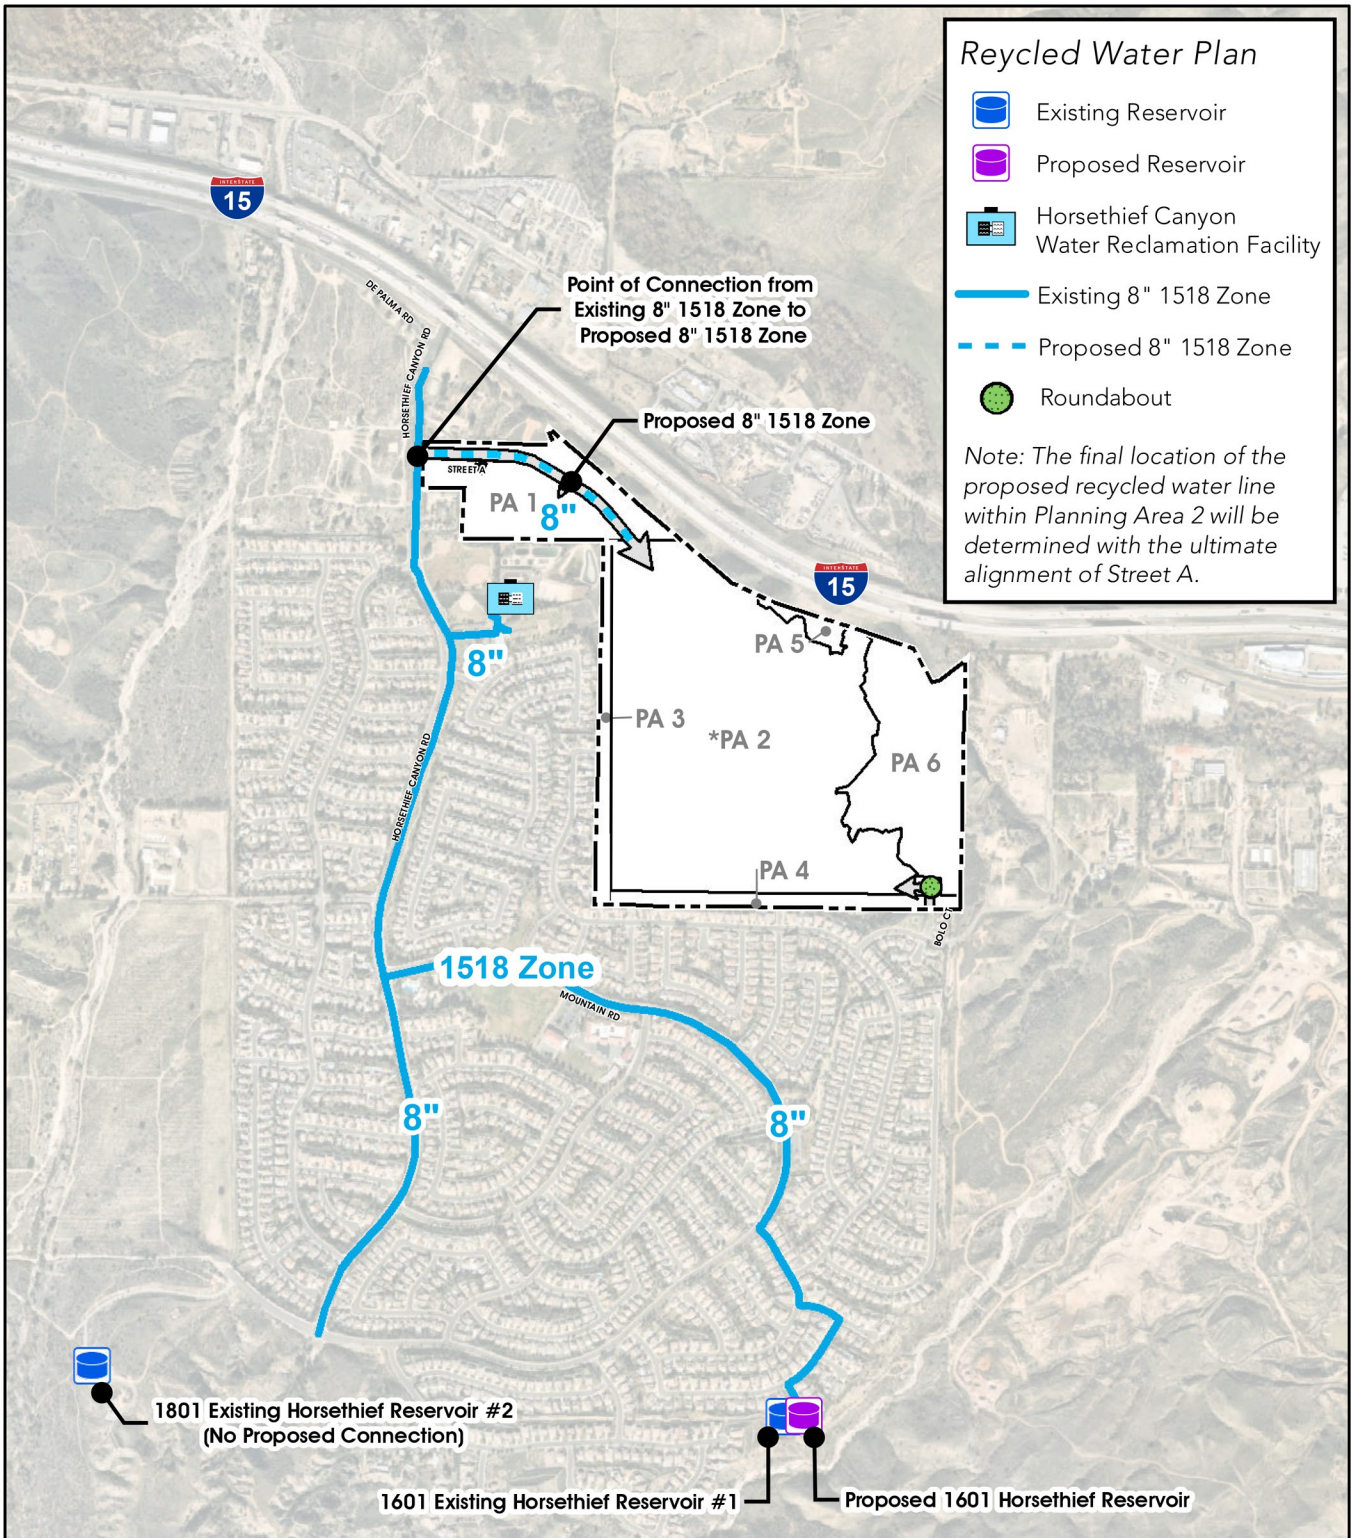 Reycled Water Plan
Existing Reservoir
Proposed Reservoir
Horsethief Canyon
Water Reclamation Facility
Existing 8" 1518 Zone
Proposed 8" 1518 Zone
Roundabout
Note: The final location of the
proposed recycled water line
within Planning Area 2 will be
determined with the ultimate
alignment of Street A.
INTERSTATE
15
DE PALMA RD
HORSETHIEF CANYON RD
Point of Connection from
Existing 8" 1518 Zone to
Proposed 8" 1518 Zone
Proposed 8" 1518 Zone
STREET A
PA 1
8"
INTERSTATE
15
PA 5
8"
PA 3
*PA 2
PA 6
HORSETHIEF CANYON RD
PA 4
BOLO CT
1518 Zone
MOUNTAIN RD
8"
8"
1801 Existing Horsethief Reservoir #2
(No Proposed Connection)
1601 Existing Horsethief Reservoir #1
Proposed 1601 Horsethief Reservoir